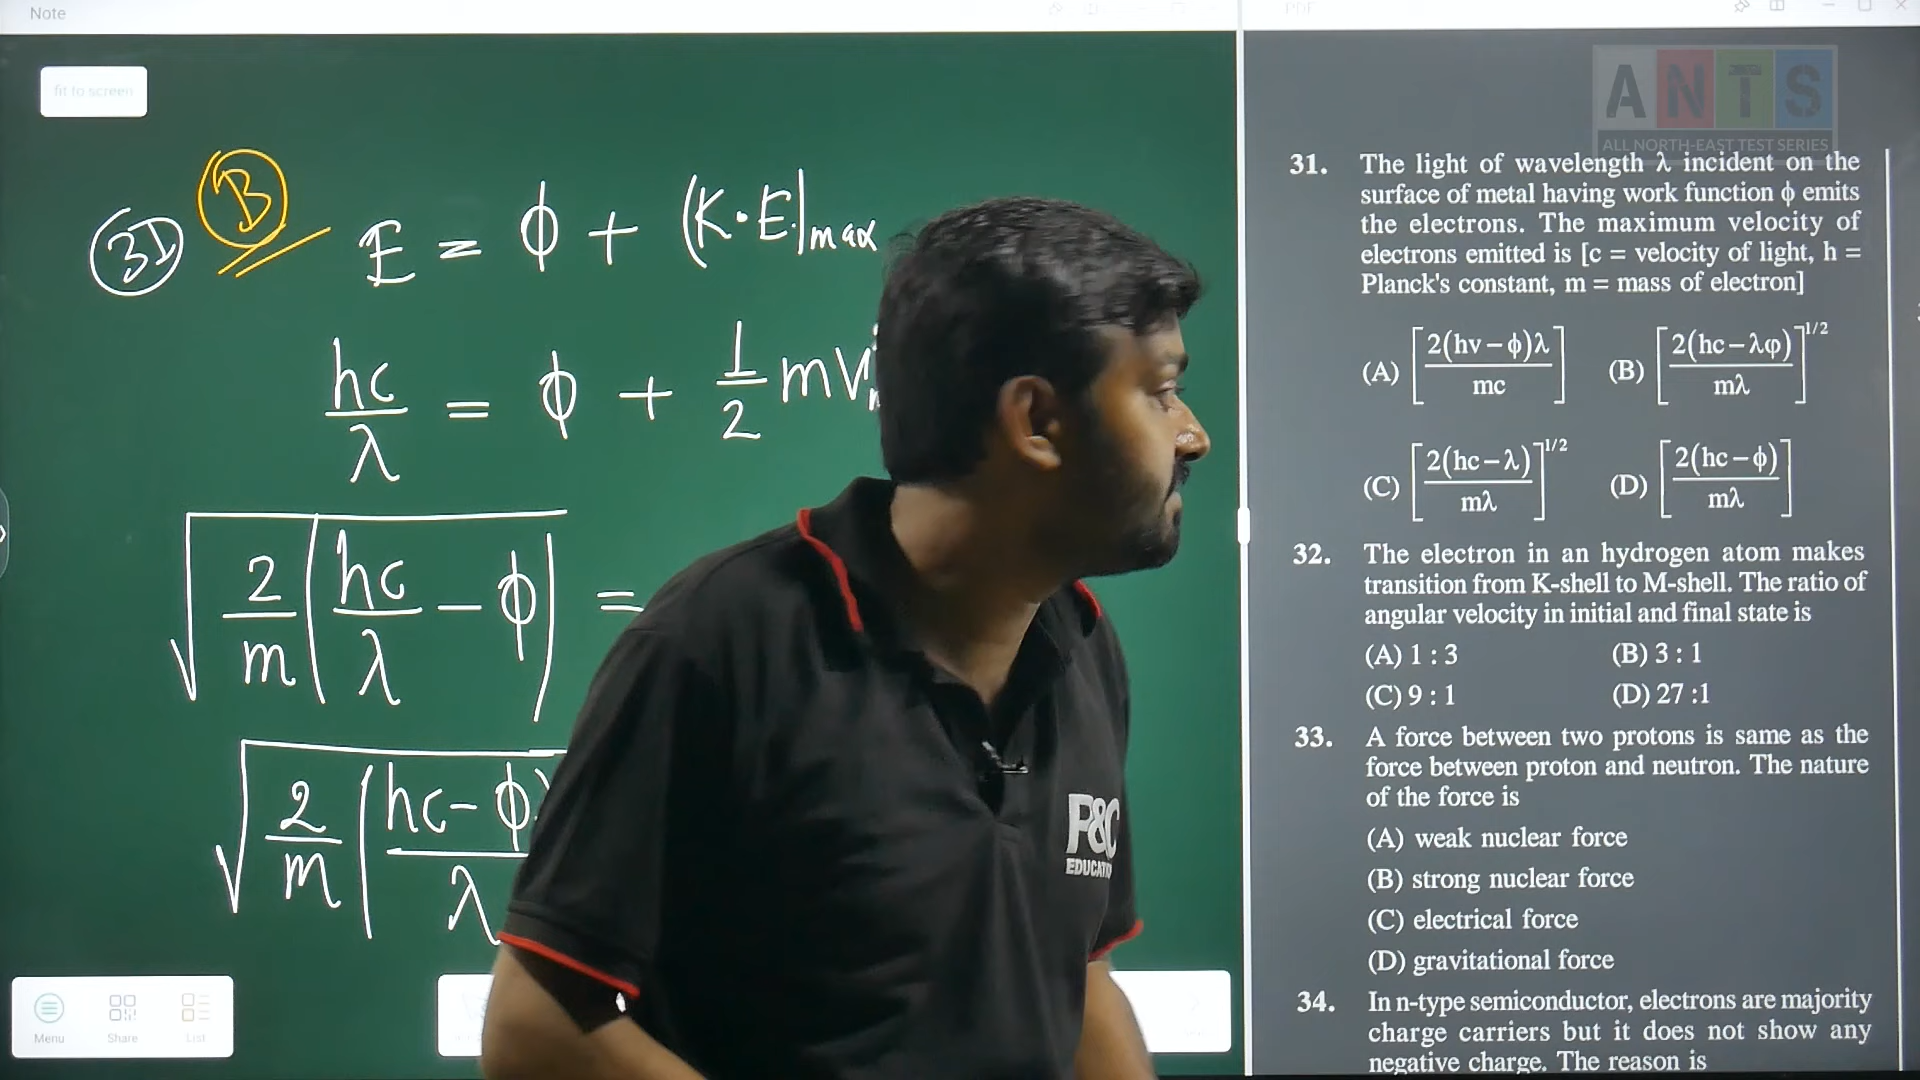 Note
PDF
fit to screen
ANTS
ALL NORTH-EAST TEST SERIES
31 B E = ϕ + (K·E)max
hc/λ = ϕ + 1/2 mv
√ 2/m (hc/λ − ϕ) =
√ 2/m (hc − ϕ / λ
P&C
EDUCATIO
Menu Share List
31. The light of wavelength λ incident on the
surface of metal having work function ϕ emits
the electrons. The maximum velocity of
electrons emitted is [c = velocity of light, h =
Planck's constant, m = mass of electron]
(A) [2(hv – ϕ)λ / mc] (B) [2(hc – λφ) / mλ]^1/2
(C) [2(hc – λ) / mλ]^1/2 (D) [2(hc – ϕ) / mλ]
32. The electron in an hydrogen atom makes
transition from K-shell to M-shell. The ratio of
angular velocity in initial and final state is
(A) 1 : 3 (B) 3 : 1
(C) 9 : 1 (D) 27 :1
33. A force between two protons is same as the
force between proton and neutron. The nature
of the force is
(A) weak nuclear force
(B) strong nuclear force
(C) electrical force
(D) gravitational force
34. In n-type semiconductor, electrons are majority
charge carriers but it does not show any
negative charge. The reason is